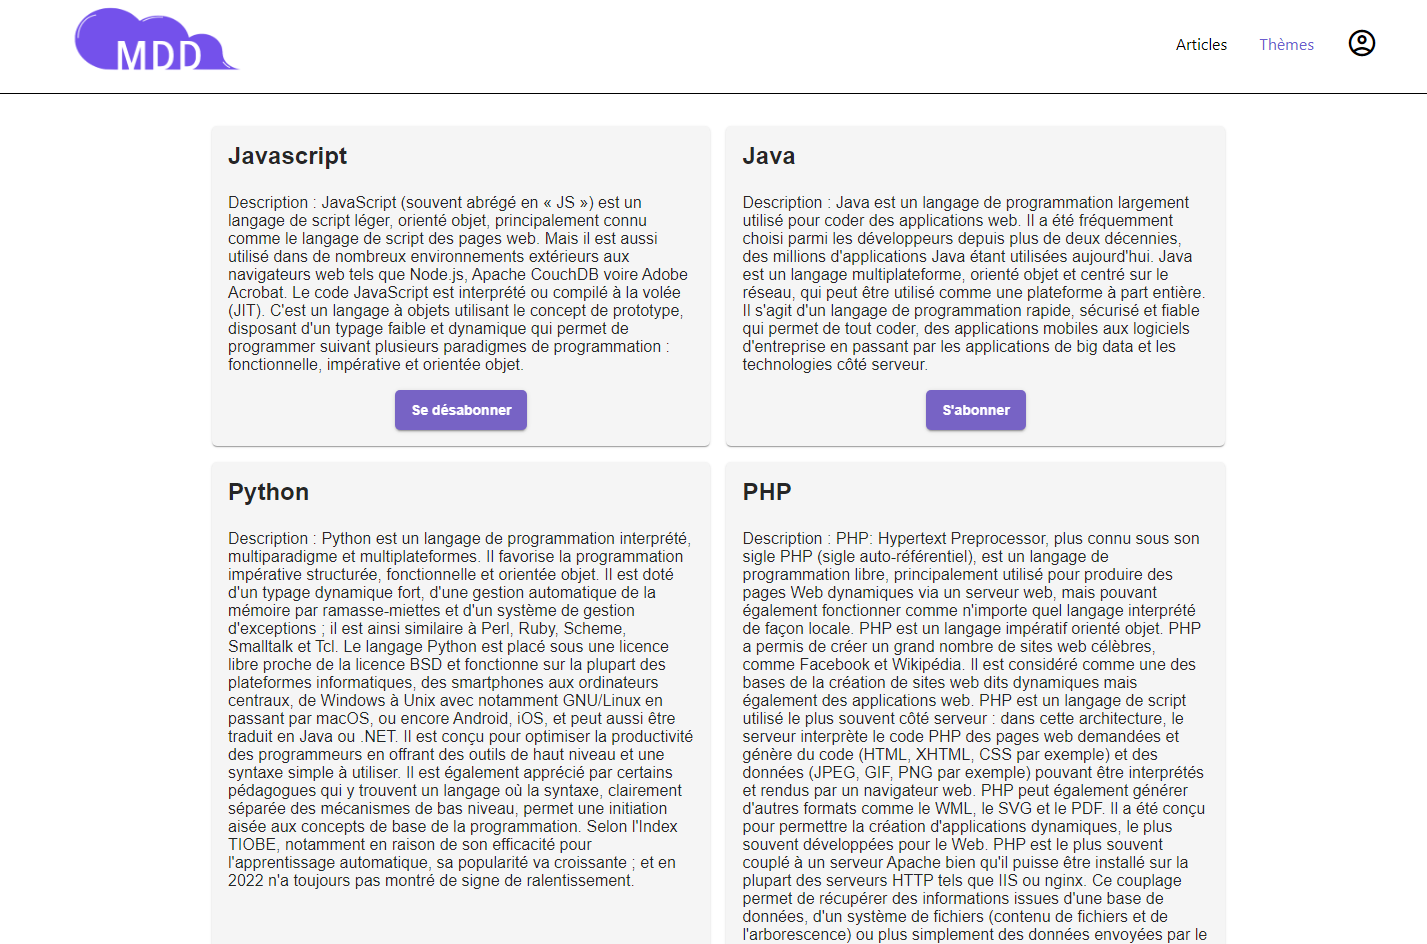 MDD
Articles
Thèmes
Javascript
Description : JavaScript (souvent abrégé en « JS ») est un
langage de script léger, orienté objet, principalement connu
comme le langage de script des pages web. Mais il est aussi
utilisé dans de nombreux environnements extérieurs aux
navigateurs web tels que Node.js, Apache CouchDB voire Adobe
Acrobat. Le code JavaScript est interprété ou compilé à la volée
(JIT). C'est un langage à objets utilisant le concept de prototype,
disposant d'un typage faible et dynamique qui permet de
programmer suivant plusieurs paradigmes de programmation :
fonctionnelle, impérative et orientée objet.
Se désabonner
Java
Description : Java est un langage de programmation largement
utilisé pour coder des applications web. Il a été fréquemment
choisi parmi les développeurs depuis plus de deux décennies,
des millions d'applications Java étant utilisées aujourd'hui. Java
est un langage multiplateforme, orienté objet et centré sur le
réseau, qui peut être utilisé comme une plateforme à part entière.
Il s'agit d'un langage de programmation rapide, sécurisé et fiable
qui permet de tout coder, des applications mobiles aux logiciels
d'entreprise en passant par les applications de big data et les
technologies côté serveur.
S'abonner
Python
Description : Python est un langage de programmation interprété,
multiparadigme et multiplateformes. Il favorise la programmation
impérative structurée, fonctionnelle et orientée objet. Il est doté
d'un typage dynamique fort, d'une gestion automatique de la
mémoire par ramasse-miettes et d'un système de gestion
d'exceptions ; il est ainsi similaire à Perl, Ruby, Scheme,
Smalltalk et Tcl. Le langage Python est placé sous une licence
libre proche de la licence BSD et fonctionne sur la plupart des
plateformes informatiques, des smartphones aux ordinateurs
centraux, de Windows à Unix avec notamment GNU/Linux en
passant par macOS, ou encore Android, iOS, et peut aussi être
traduit en Java ou .NET. Il est conçu pour optimiser la productivité
des programmeurs en offrant des outils de haut niveau et une
syntaxe simple à utiliser. Il est également apprécié par certains
pédagogues qui y trouvent un langage où la syntaxe, clairement
séparée des mécanismes de bas niveau, permet une initiation
aisée aux concepts de base de la programmation. Selon l'Index
TIOBE, notamment en raison de son efficacité pour
l'apprentissage automatique, sa popularité va croissante ; et en
2022 n'a toujours pas montré de signe de ralentissement.
PHP
Description : PHP: Hypertext Preprocessor, plus connu sous son
sigle PHP (sigle auto-référentiel), est un langage de
programmation libre, principalement utilisé pour produire des
pages Web dynamiques via un serveur web, mais pouvant
également fonctionner comme n'importe quel langage interprété
de façon locale. PHP est un langage impératif orienté objet. PHP
a permis de créer un grand nombre de sites web célèbres,
comme Facebook et Wikipédia. Il est considéré comme une des
bases de la création de sites web dits dynamiques mais
également des applications web. PHP est un langage de script
utilisé le plus souvent côté serveur : dans cette architecture, le
serveur interprète le code PHP des pages web demandées et
génère du code (HTML, XHTML, CSS par exemple) et des
données (JPEG, GIF, PNG par exemple) pouvant être interprétés
et rendus par un navigateur web. PHP peut également générer
d'autres formats comme le WML, le SVG et le PDF. Il a été conçu
pour permettre la création d'applications dynamiques, le plus
souvent développées pour le Web. PHP est le plus souvent
couplé à un serveur Apache bien qu'il puisse être installé sur la
plupart des serveurs HTTP tels que IIS ou nginx. Ce couplage
permet de récupérer des informations issues d'une base de
données, d'un système de fichiers (contenu de fichiers et de
l'arborescence) ou plus simplement des données envoyées par le